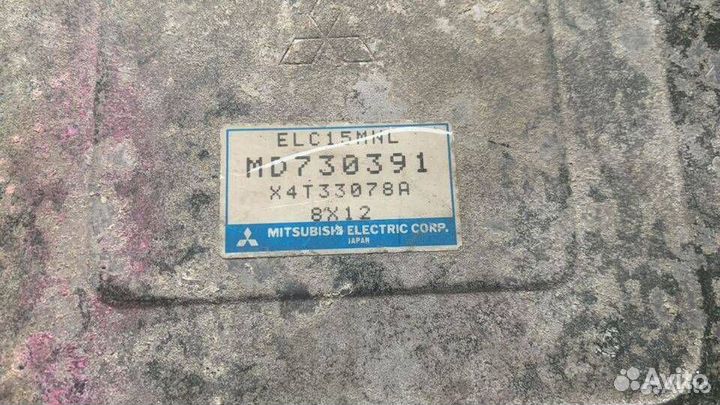 ELC15MNL
MD730391
X4T33078A
8X12
MITSUBISHI ELECTRIC CORP.
JAPAN
Avito